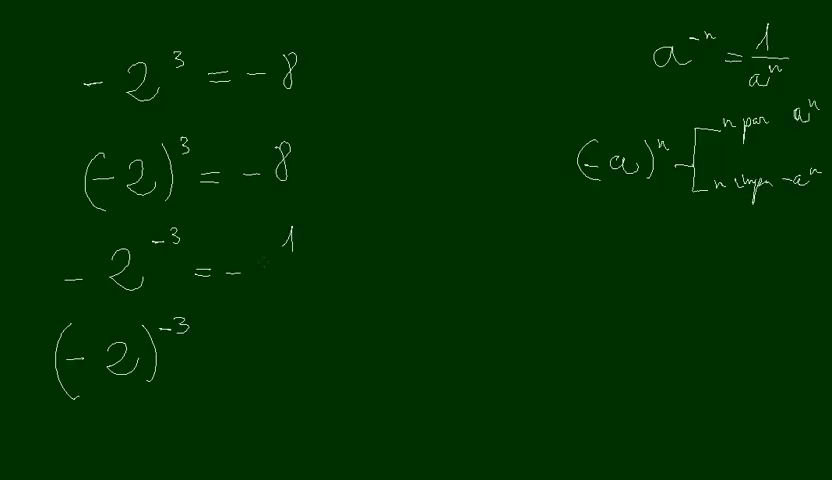 - 2³ = - 8
(- 2)³ = - 8
- 2⁻³ = - 1
(- 2)⁻³
a⁻ⁿ = 1/aⁿ
(- a)ⁿ
n par aⁿ
n impar -aⁿ